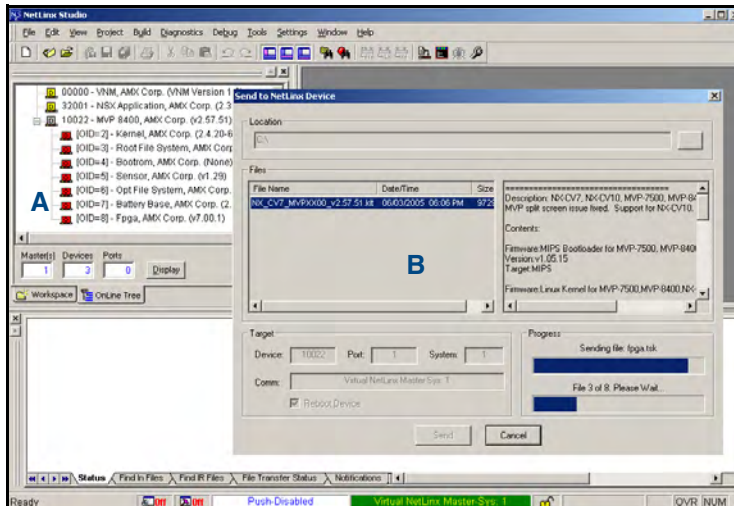 NetLinx Studio
File Edit View Project Build Diagnostics Debug Tools Settings Window Help
00000 - VNM, AMX Corp. (VNM Version 1
32001 - NSX Application, AMX Corp. (2.3
10022 - MVP 8400, AMX Corp. (v2.57.51)
[OID=2] - Kernel, AMX Corp. (2.4.20-6
[OID=3] - Root File System, AMX Corp
[OID=4] - Bootrom, AMX Corp. (None)
[OID=5] - Sensor, AMX Corp. (v1.29)
[OID=6] - Opt File System, AMX Corp.
[OID=7] - Battery Base, AMX Corp. (2.
[OID=8] - Fpga, AMX Corp. (v7.00.1)
A
Master(s) Devices Ports
1 3 0 Display
Workspace OnLine Tree
Send to NetLinx Device
Location
C:\
Files
File Name Date/Time Size
NX_CV7_MVPXX00_v2.57.51.kit 06/03/2005 06:06 PM 9729
B
Description: NX-CV7, NX-CV10, MVP-7500, MVP-84
MVP split screen issue fixed. Support for NX-CV10,
Contents:
Firmware:MIPS Bootloader for MVP-7500, MVP-8400
Version:v1.05.15
Target:MIPS
Firmware:Linux Kernel for MVP-7500,MVP-8400,NX-
Target
Device: 10022 Port: 1 System: 1
Comm: Virtual NetLinx Master Sys: 1
Reboot Device
Progress
Sending file: fpga.tsk
File 3 of 8. Please Wait...
Send Cancel
Status Find In Files Find IR Files File Transfer Status Notifications
Ready Off Off Push-Disabled Virtual NetLinx Master-Sys: 1 OVR NUM